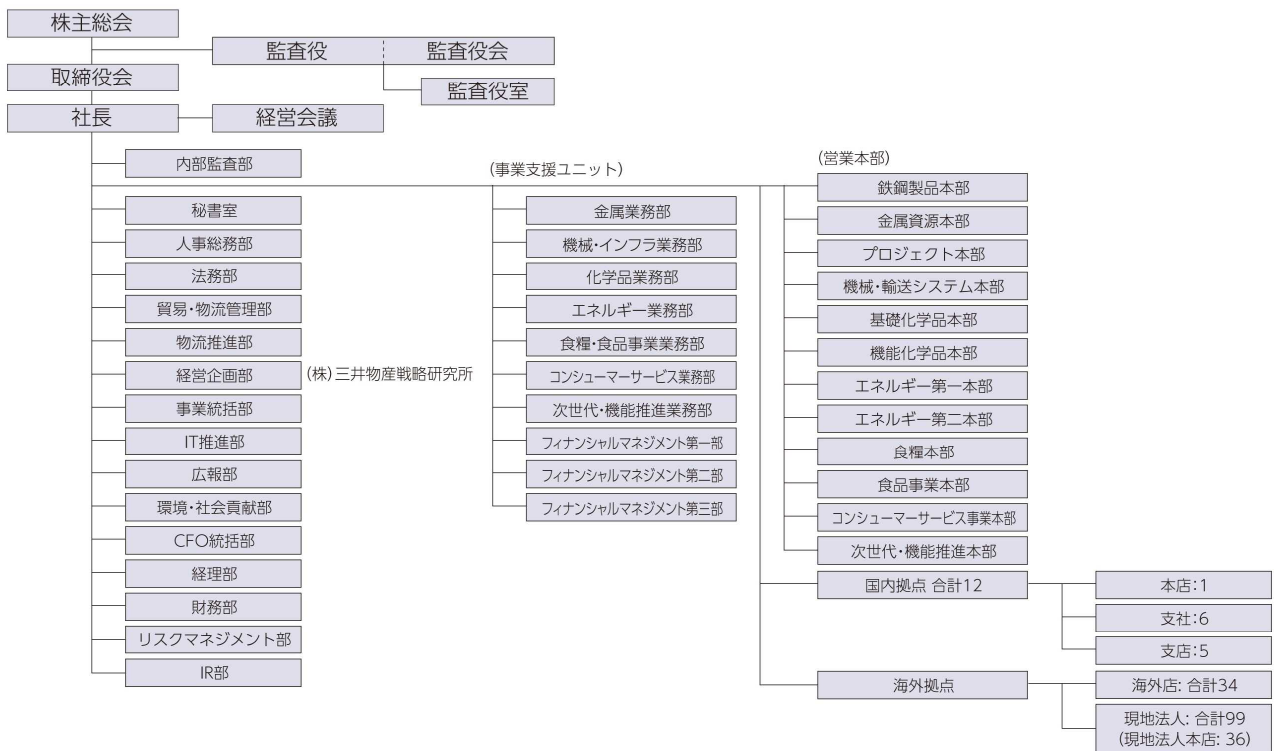 株主総会
監査役
監査役会
取締役会
監査役室
社長
経営会議
内部監査部
秘書室
人事総務部
法務部
貿易・物流管理部
物流推進部
経営企画部
(株)三井物産戦略研究所
事業統括部
IT推進部
広報部
環境・社会貢献部
CFO統括部
経理部
財務部
リスクマネジメント部
IR部
(事業支援ユニット)
金属業務部
機械・インフラ業務部
化学品業務部
エネルギー業務部
食糧・食品事業業務部
コンシューマーサービス業務部
次世代・機能推進業務部
フィナンシャルマネジメント第一部
フィナンシャルマネジメント第二部
フィナンシャルマネジメント第三部
(営業本部)
鉄鋼製品本部
金属資源本部
プロジェクト本部
機械・輸送システム本部
基礎化学品本部
機能化学品本部
エネルギー第一本部
エネルギー第二本部
食糧本部
食品事業本部
コンシューマーサービス事業本部
次世代・機能推進本部
国内拠点 合計12
本店:1
支社:6
支店:5
海外拠点
海外店: 合計34
現地法人: 合計99
(現地法人本店: 36)